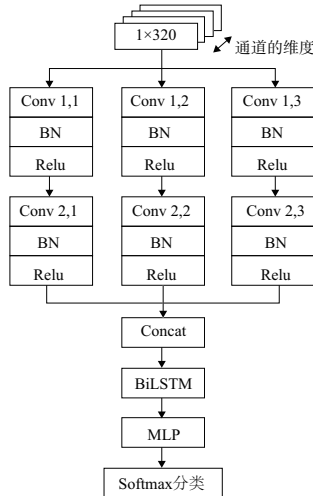 1×320
通道的维度
Conv 1,1
Conv 1,2
Conv 1,3
BN
BN
BN
Relu
Relu
Relu
Conv 2,1
Conv 2,2
Conv 2,3
BN
BN
BN
Relu
Relu
Relu
Concat
BiLSTM
MLP
Softmax分类